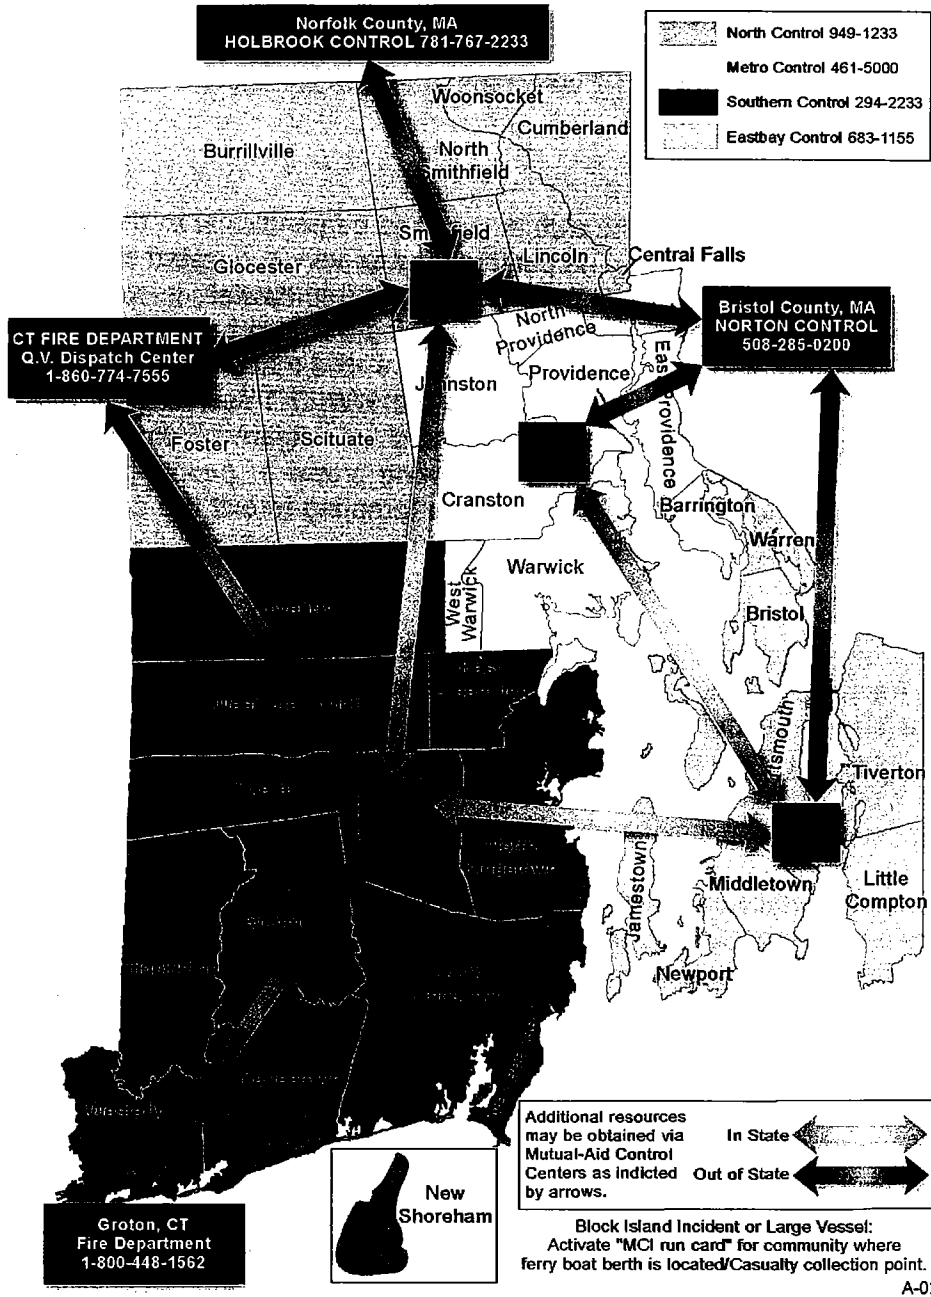 Norfolk County, MA
HOLBROOK CONTROL 781-767-2233
North Control 949-1233
Metro Control 461-5000
Southern Control 294-2233
Eastbay Control 683-1155
Woonsocket
Cumberland
Burrillville
North
Smithfield
Smithfield
Glocester
Lincoln
Central Falls
Bristol County, MA
NORTON CONTROL
508-285-0200
CT FIRE DEPARTMENT
Q.V. Dispatch Center
1-860-774-7555
North
Providence
Johnston
Providence
East Providence
Foster
Scituate
Cranston
Barrington
Warren
Warwick
West
Warwick
Bristol
Tiverton
Jamestown
Middletown
Little
Compton
Newport
Groton, CT
Fire Department
1-800-448-1562
New
Shoreham
Additional resources
may be obtained via
Mutual-Aid Control
Centers as indicted
by arrows.
In State
Out of State
Block Island Incident or Large Vessel:
Activate "MCI run card" for community where
ferry boat berth is located/Casualty collection point.